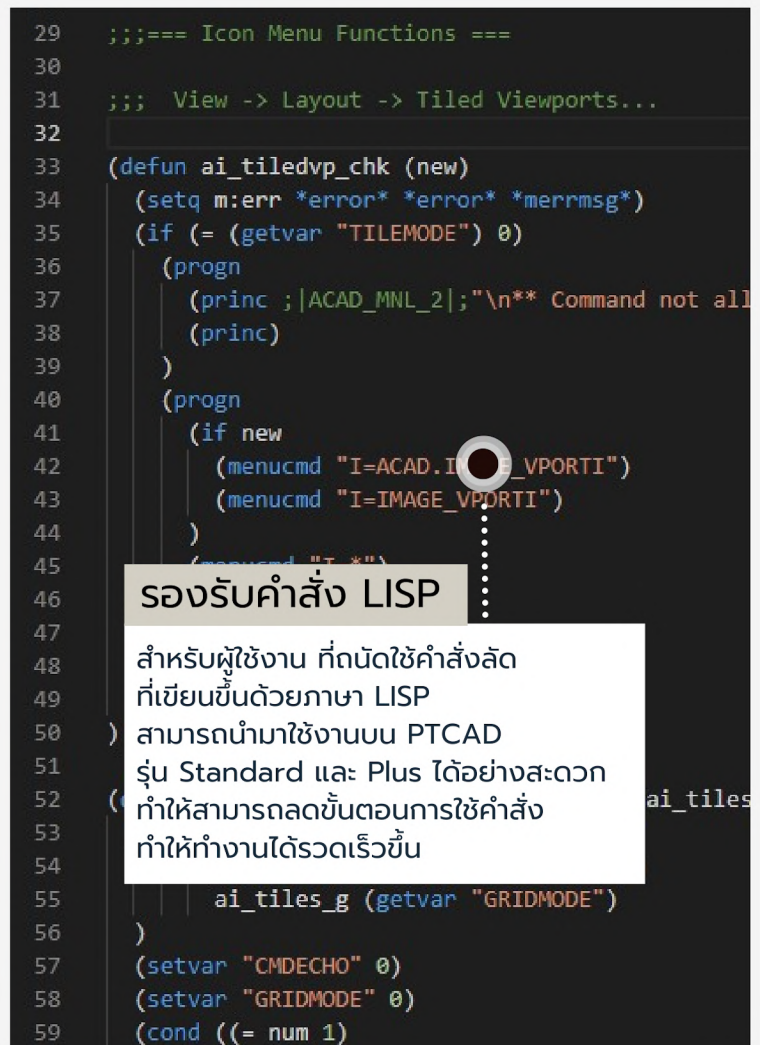 29 ;;;=== Icon Menu Functions ===
30
31 ;;; View -> Layout -> Tiled Viewports...
32
33 (defun ai_tiledvp_chk (new)
34 (setq m:err *error* *error* *merrmsg*)
35 (if (= (getvar "TILEMODE") 0)
36 (progn
37 (princ ;|ACAD_MNL_2|;"\n** Command not all
38 (princ)
39 )
40 (progn
41 (if new
42 (menucmd "I=ACAD.IM E_VPORTI")
43 (menucmd "I=IMAGE_VPORTI")
44 )
45 (menucmd "I *")
46
รองรับคำสั่ง LISP
47
48
49
50 )
51
สำหรับผู้ใช้งาน ที่ถนัดใช้คำสั่งลัด
ที่เขียนขึ้นด้วยภาษา LISP
สามารถนำมาใช้งานบน PTCAD
รุ่น Standard และ Plus ได้อย่างสะดวก
ทำให้สามารถลดขั้นตอนการใช้คำสั่ง
ทำให้ทำงานได้รวดเร็วขึ้น
52 ( ai_tiles
53
54
55 ai_tiles_g (getvar "GRIDMODE")
56 )
57 (setvar "CMDECHO" 0)
58 (setvar "GRIDMODE" 0)
59 (cond ((= num 1)